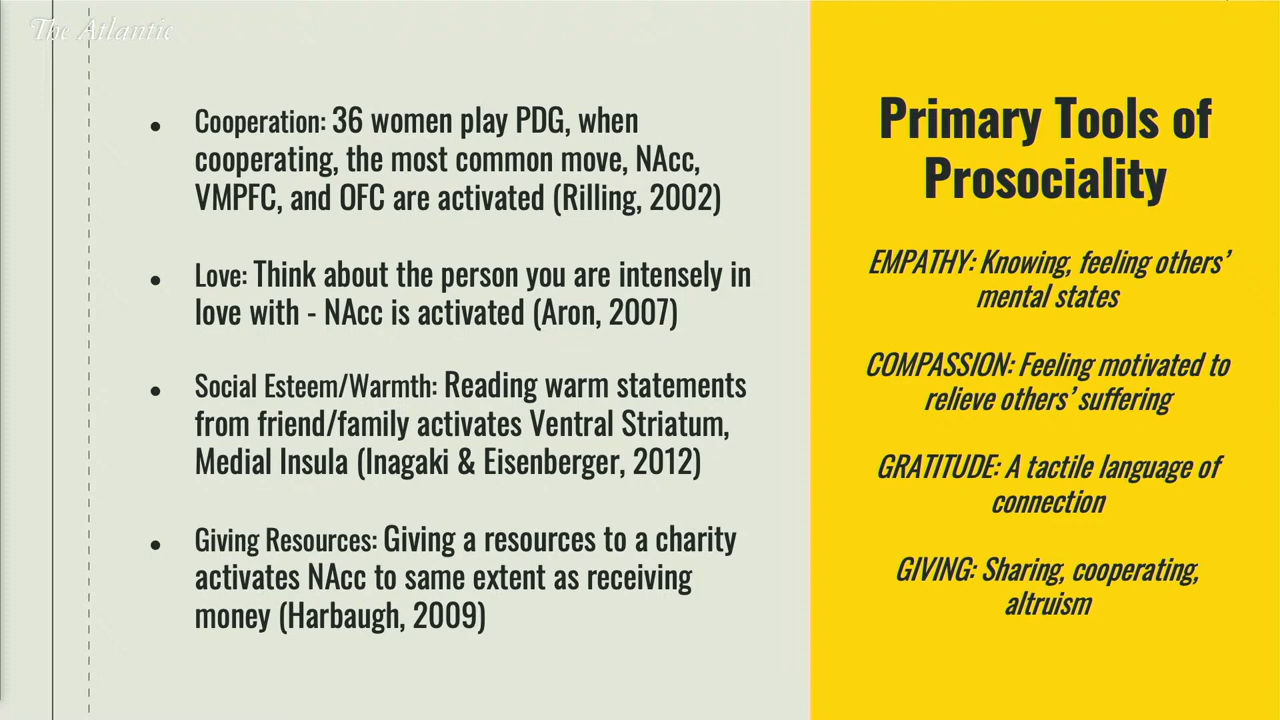 The Atlantic
• Cooperation: 36 women play PDG, when
cooperating, the most common move, NAcc,
VMPFC, and OFC are activated (Rilling, 2002)
• Love: Think about the person you are intensely in
love with - NAcc is activated (Aron, 2007)
• Social Esteem/Warmth: Reading warm statements
from friend/family activates Ventral Striatum,
Medial Insula (Inagaki & Eisenberger, 2012)
• Giving Resources: Giving a resources to a charity
activates NAcc to same extent as receiving
money (Harbaugh, 2009)
Primary Tools of
Prosociality
EMPATHY: Knowing, feeling others’
mental states
COMPASSION: Feeling motivated to
relieve others’ suffering
GRATITUDE: A tactile language of
connection
GIVING: Sharing, cooperating,
altruism